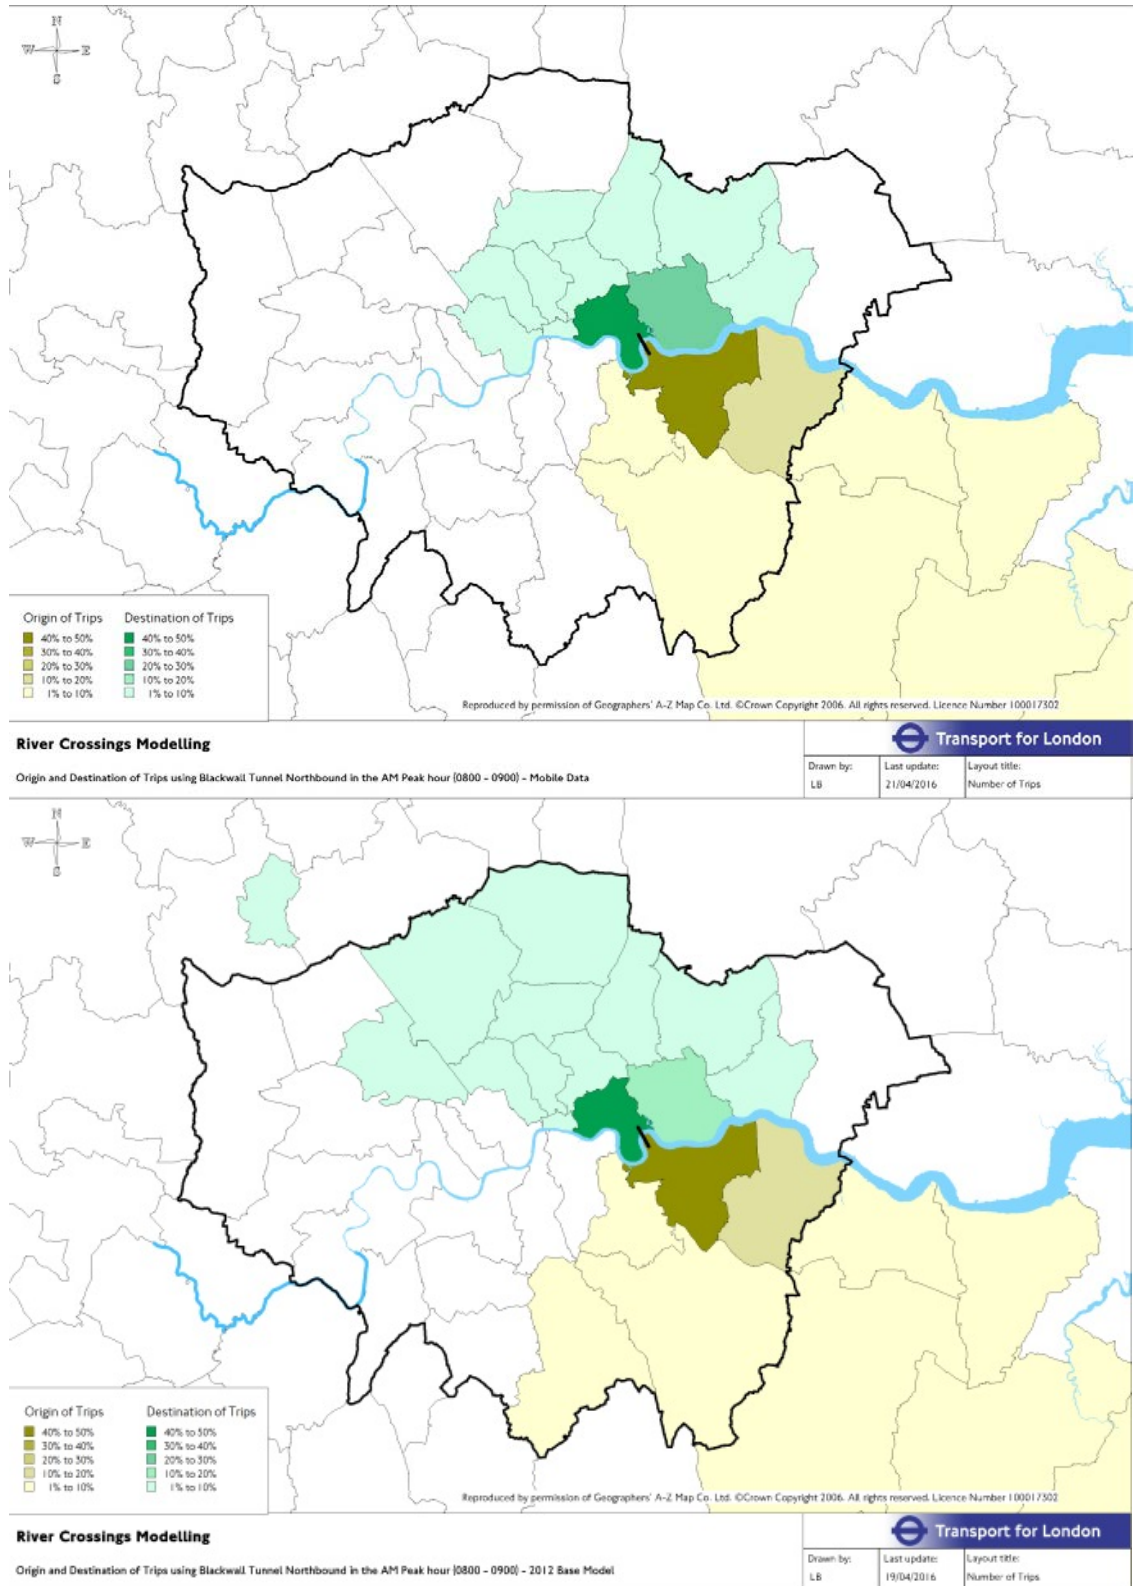 N
W E
S
Origin of Trips Destination of Trips
40% to 50% 40% to 50%
30% to 40% 30% to 40%
20% to 30% 20% to 30%
10% to 20% 10% to 20%
1% to 10% 1% to 10%
Reproduced by permission of Geographers' A-Z Map Co. Ltd. ©Crown Copyright 2006. All rights reserved. Licence Number 100017302
River Crossings Modelling
Transport for London
Origin and Destination of Trips using Blackwall Tunnel Northbound in the AM Peak hour (0800 - 0900) - Mobile Data
Drawn by: Last update: Layout title:
LB 21/04/2016 Number of Trips
N
W E
S
Origin of Trips Destination of Trips
40% to 50% 40% to 50%
30% to 40% 30% to 40%
20% to 30% 20% to 30%
10% to 20% 10% to 20%
1% to 10% 1% to 10%
Reproduced by permission of Geographers' A-Z Map Co. Ltd. ©Crown Copyright 2006. All rights reserved. Licence Number 100017302
River Crossings Modelling
Transport for London
Origin and Destination of Trips using Blackwall Tunnel Northbound in the AM Peak hour (0800 - 0900) - 2012 Base Model
Drawn by: Last update: Layout title:
LB 19/04/2016 Number of Trips